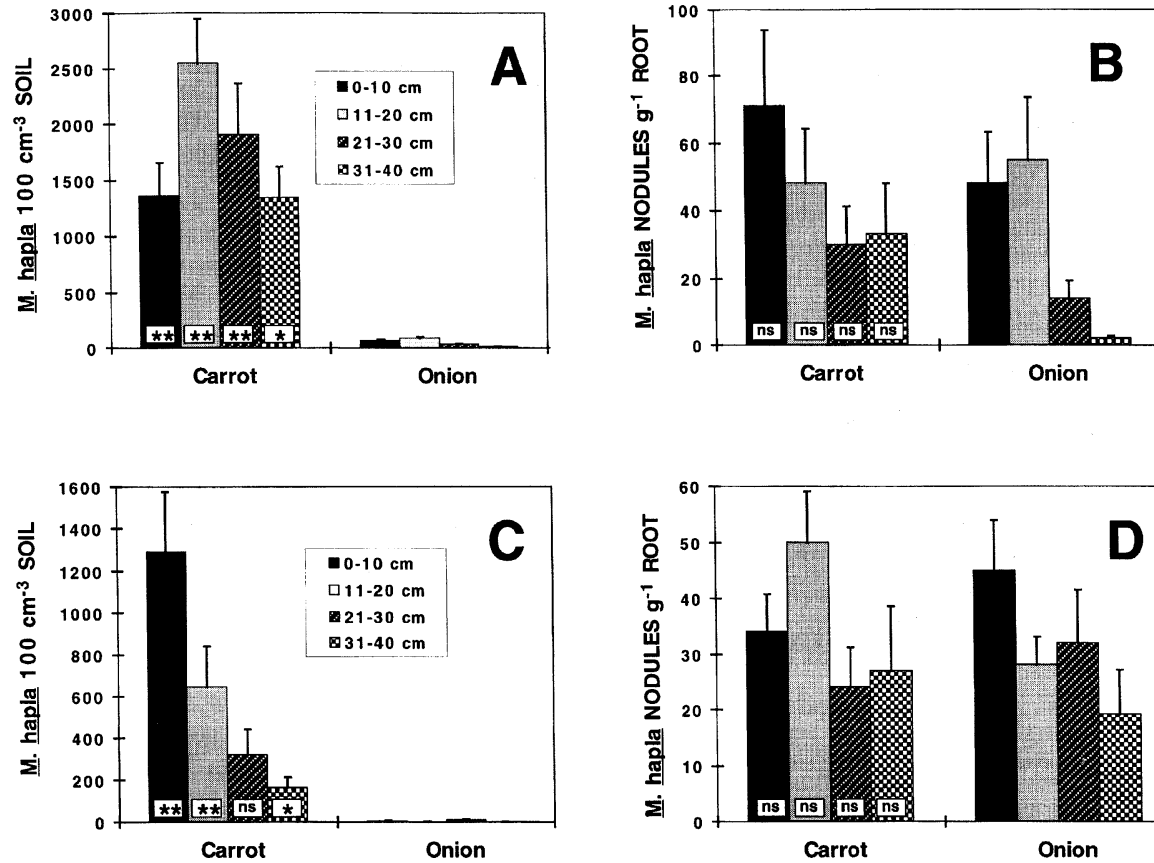 A
M. hapla 100 cm-3 SOIL
3000
2500
2000
1500
1000
500
0
0-10 cm
11-20 cm
21-30 cm
31-40 cm
** ** ** *
Carrot Onion
B
M. hapla NODULES g-1 ROOT
100
80
60
40
20
0
ns ns ns ns
Carrot Onion
C
M. hapla 100 cm-3 SOIL
1600
1400
1200
1000
800
600
400
200
0
0-10 cm
11-20 cm
21-30 cm
31-40 cm
** ** ns *
Carrot Onion
D
M. hapla NODULES g-1 ROOT
60
50
40
30
20
10
0
ns ns ns ns
Carrot Onion